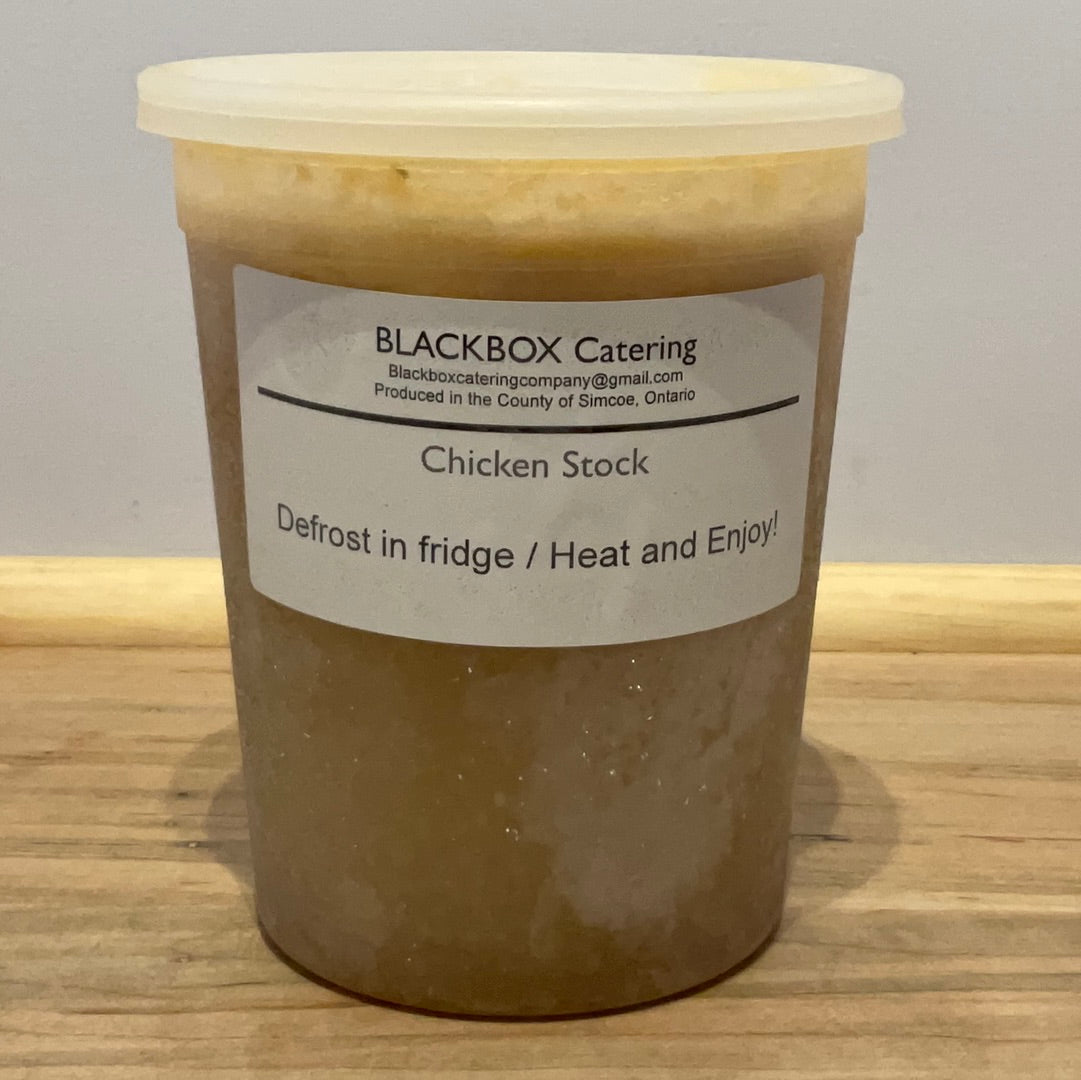 BLACKBOX Catering
Blackboxcateringcompany@gmail.com
Produced in the County of Simcoe, Ontario
Chicken Stock
Defrost in fridge / Heat and Enjoy!